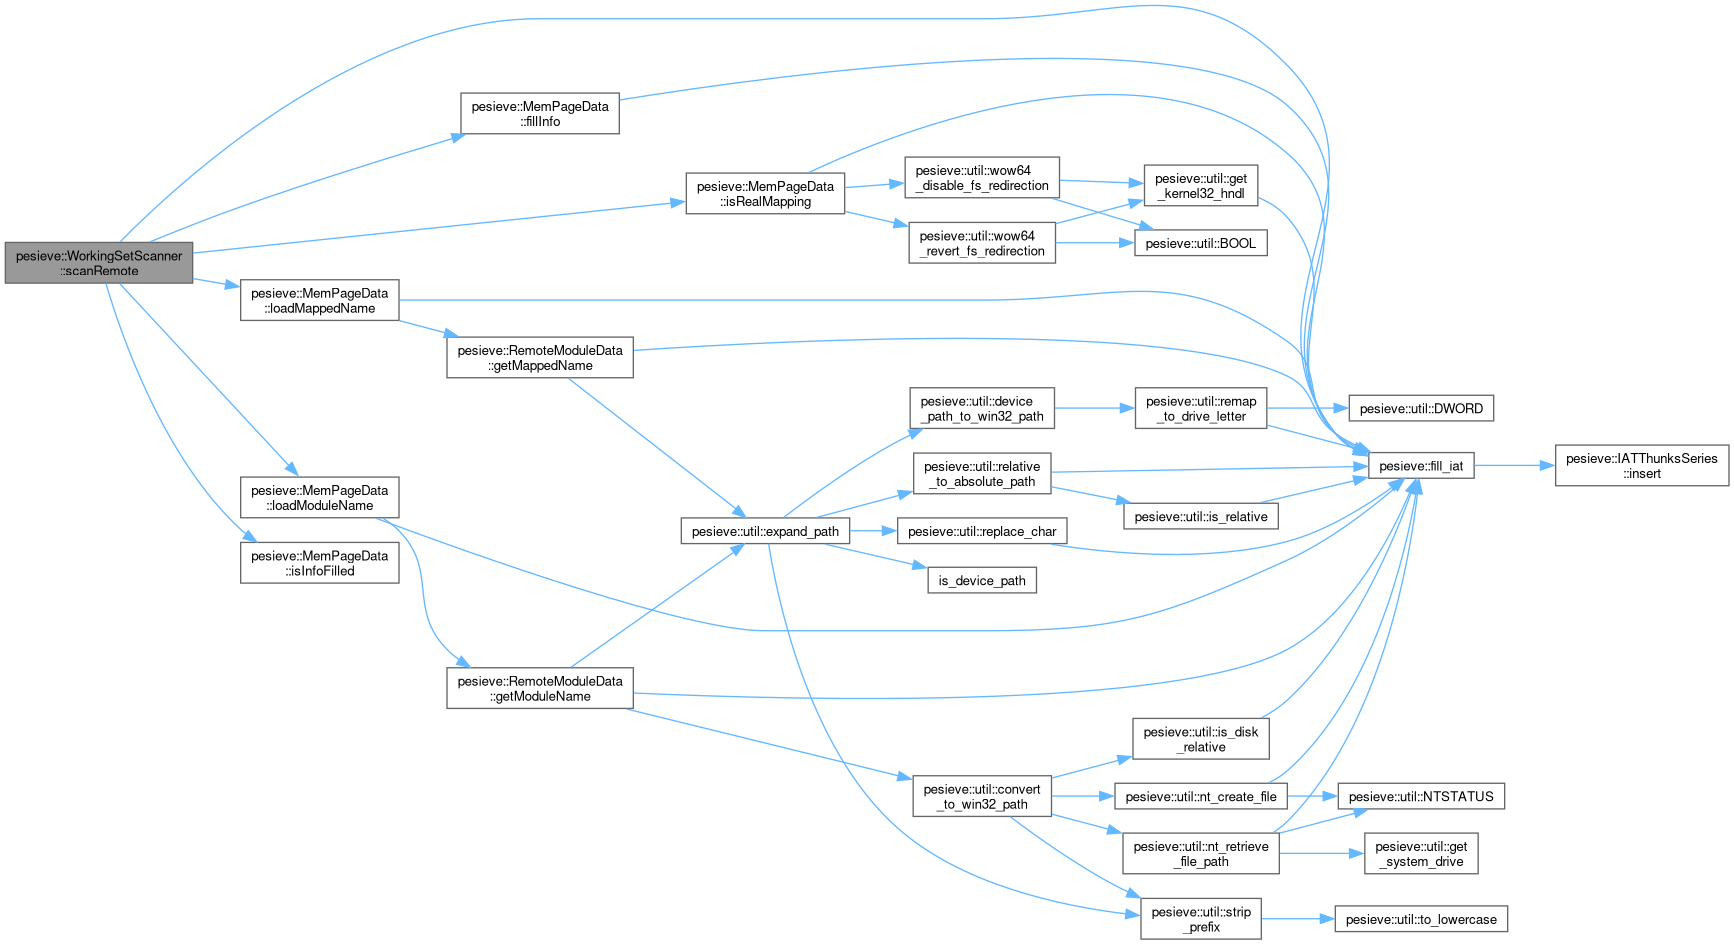 pesieve::WorkingSetScanner
::scanRemote
pesieve::MemPageData
::fillInfo
pesieve::MemPageData
::isRealMapping
pesieve::util::wow64
_disable_fs_redirection
pesieve::util::get
_kernel32_hndl
pesieve::util::wow64
_revert_fs_redirection
pesieve::util::BOOL
pesieve::MemPageData
::loadMappedName
pesieve::RemoteModuleData
::getMappedName
pesieve::util::device
_path_to_win32_path
pesieve::util::remap
_to_drive_letter
pesieve::util::DWORD
pesieve::util::relative
_to_absolute_path
pesieve::fill_iat
pesieve::IATThunksSeries
::insert
pesieve::MemPageData
::loadModuleName
pesieve::util::is_relative
pesieve::util::expand_path
pesieve::util::replace_char
pesieve::MemPageData
::isInfoFilled
is_device_path
pesieve::RemoteModuleData
::getModuleName
pesieve::util::is_disk
_relative
pesieve::util::convert
_to_win32_path
pesieve::util::nt_create_file
pesieve::util::NTSTATUS
pesieve::util::nt_retrieve
_file_path
pesieve::util::get
_system_drive
pesieve::util::strip
_prefix
pesieve::util::to_lowercase